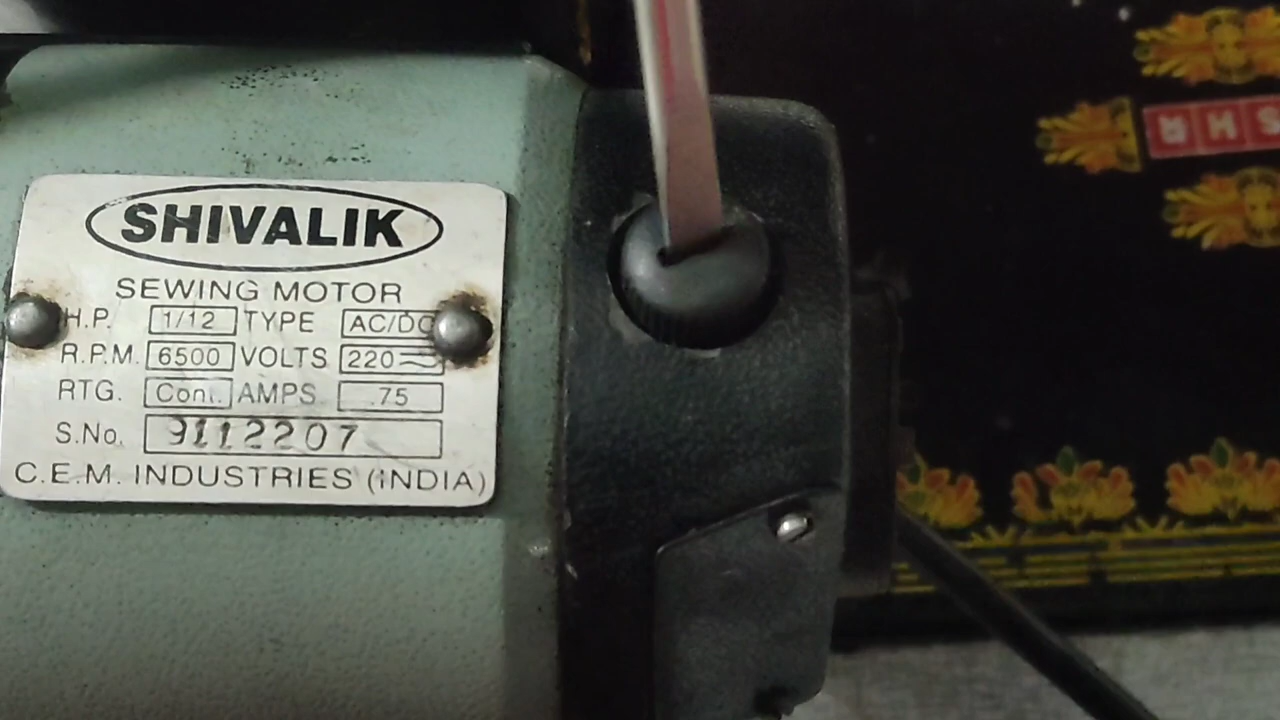 SHIVALIK
SEWING MOTOR
H.P. 1/12 TYPE AC/DC
R.P.M. 6500 VOLTS 220
RTG. Cont. AMPS .75
S.No. 9112207
C.E.M. INDUSTRIES (INDIA)